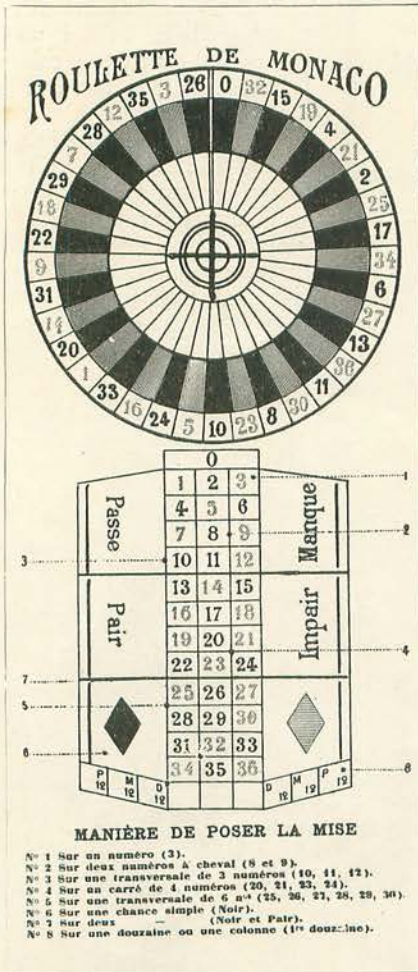 ROULETTE DE MONACO
0 32 15 19 4 21 2 25 17 34 6 27 13 36 11 30 8 23 10 5 24 16 33 1 20 14 31 9 22 18 29 7 28 12 35 3 26
0
1 2 3
4 5 6
7 8 9
10 11 12
13 14 15
16 17 18
19 20 21
22 23 24
25 26 27
28 29 30
31 32 33
34 35 36
Passe
Manque
Pair
Impair
P 12 M 12 D 12
D 12 M 12 P 12
1
2
3
4
7
5
6
8
MANIÈRE DE POSER LA MISE
N° 1 Sur un numéro (3).
N° 2 Sur deux numéros à cheval (8 et 9).
N° 3 Sur une transversale de 3 numéros (10, 11, 12).
N° 4 Sur un carré de 4 numéros (20, 21, 23, 24).
N° 5 Sur une transversale de 6 nos (25, 26, 27, 28, 29, 30).
N° 6 Sur une chance simple (Noir).
N° 7 Sur deux — (Noir et Pair).
N° 8 Sur une douzaine ou une colonne (1re douzaine).